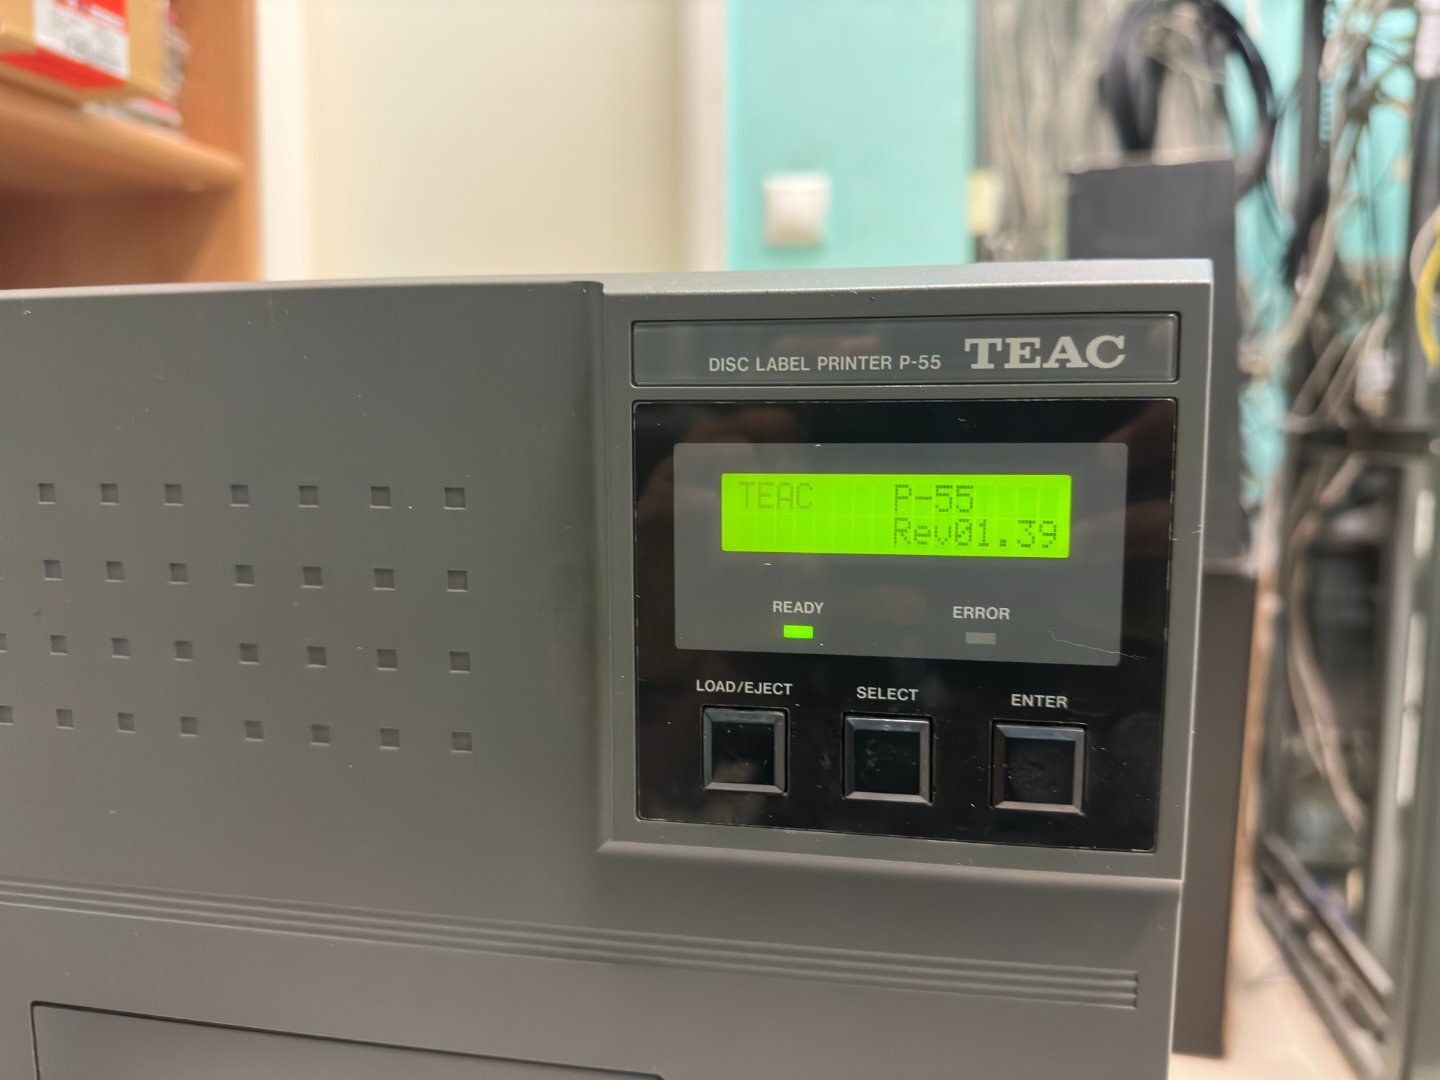 DISC LABEL PRINTER P-55 TEAC
TEAC P-55
Rev01.39
READY ERROR
LOAD/EJECT SELECT ENTER